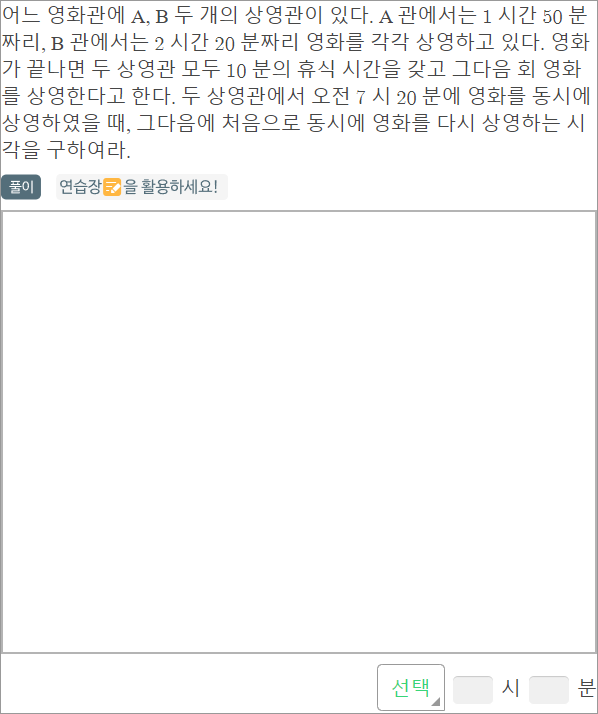 어느 영화관에 A, B 두 개의 상영관이 있다. A 관에서는 1 시간 50 분
짜리, B 관에서는 2 시간 20 분짜리 영화를 각각 상영하고 있다. 영화
가 끝나면 두 상영관 모두 10 분의 휴식 시간을 갖고 그다음 회 영화
를 상영한다고 한다. 두 상영관에서 오전 7 시 20 분에 영화를 동시에
상영하였을 때, 그다음에 처음으로 동시에 영화를 다시 상영하는 시
각을 구하여라.
풀이 연습장을 활용하세요!
선택 시 분